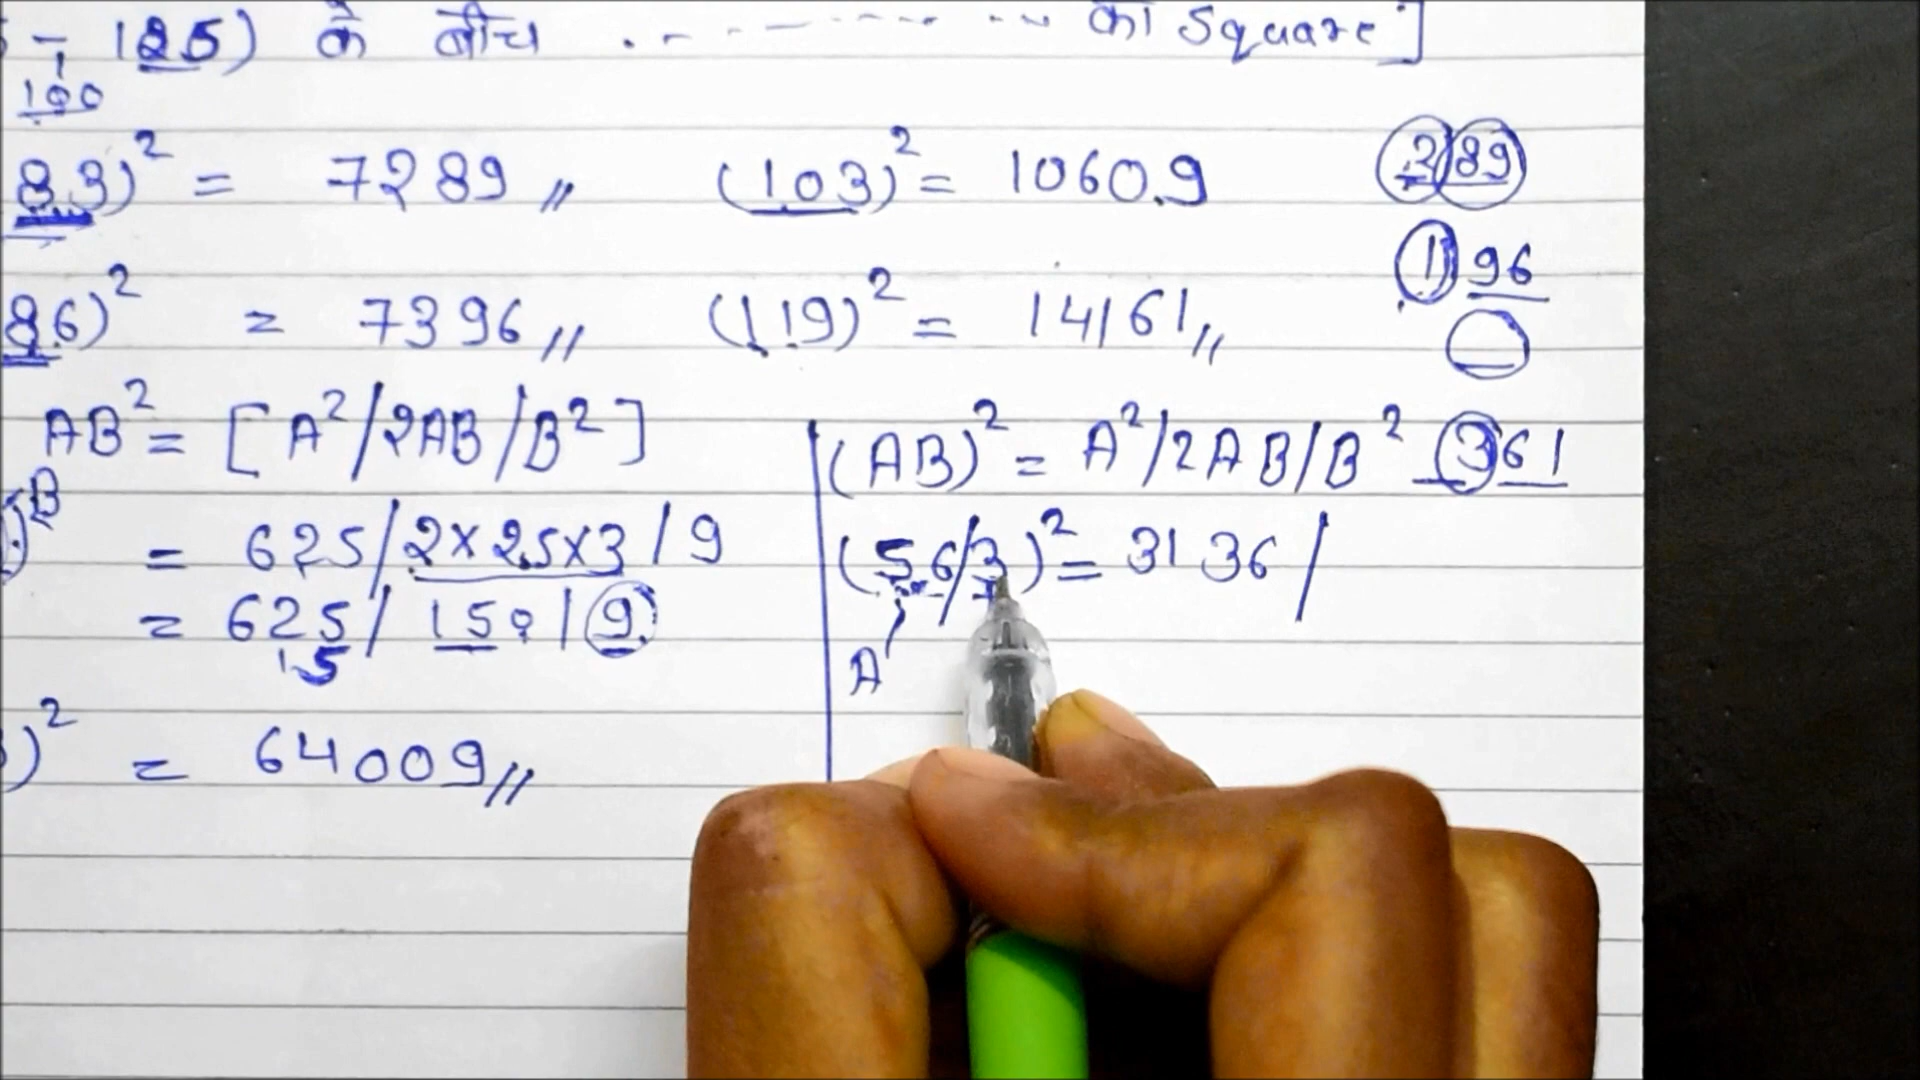 - 125) के बीच . - - - - - - - - को Square]
100
83)² = 7289 〃 (103)² = 10609 289
86)² = 7396 〃 (119)² = 14161 〃 196
AB² = [A²/2AB/B²] (AB)² = A²/2AB/B² 361
B
= 625/2×25×3/9 (56/3)² = 3136/
= 625/150/9 A
15
)² = 64009 〃